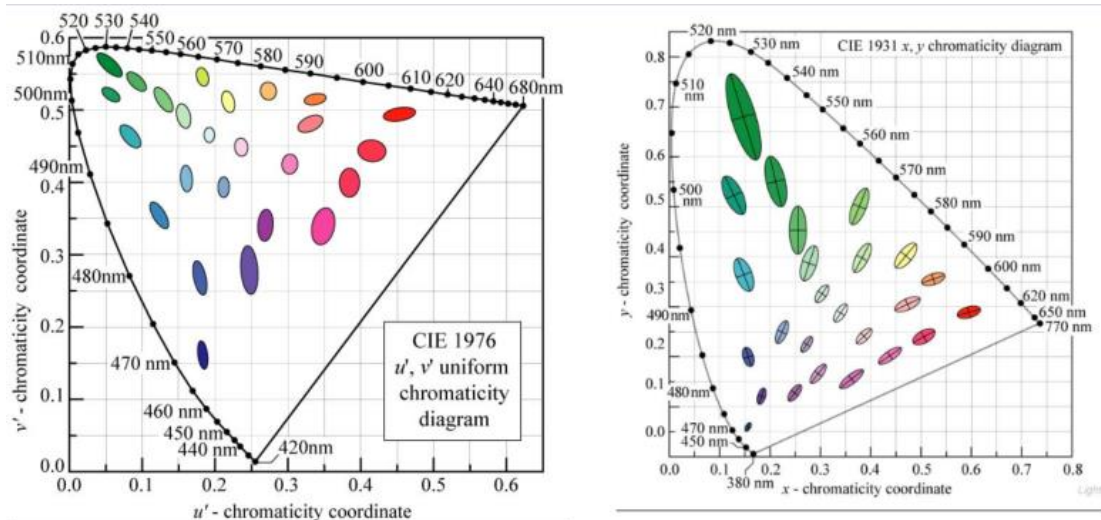 520 530 540
0.6
550
560
570
580
590
600
610
620
640
680nm
510nm
500nm
0.5
490nm
0.4
0.3
480nm
0.2
470 nm
0.1
460 nm
450 nm
440nm
420nm
0.0
v' - chromaticity coordinate
CIE 1976
u', v' uniform
chromaticity
diagram
0.0 0.1 0.2 0.3 0.4 0.5 0.6
u' - chromaticity coordinate
520 nm
CIE 1931 x, y chromaticity diagram
0.8
530 nm
540 nm
510
nm
0.7
550 nm
0.6
560 nm
570 nm
500
nm
0.5
580 nm
590 nm
0.4
600 nm
0.3
620 nm
650 nm
770 nm
490nm
0.2
480 nm
0.1
470 nm
450 nm
0.0
380 nm
y - chromaticity coordinate
0.0 0.1 0.2 0.3 0.4 0.5 0.6 0.7 0.8
x - chromaticity coordinate
Light